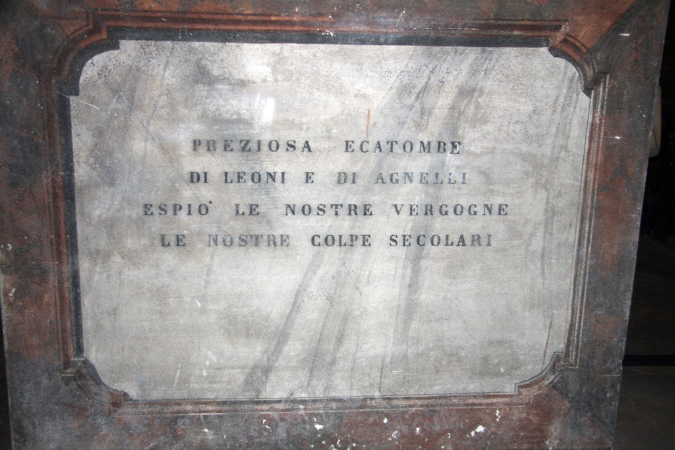 PREZIOSA ECATOMBE
DI LEONI E DI AGNELLI
ESPIO' LE NOSTRE VERGOGNE
LE NOSTRE COLPE SECOLARI